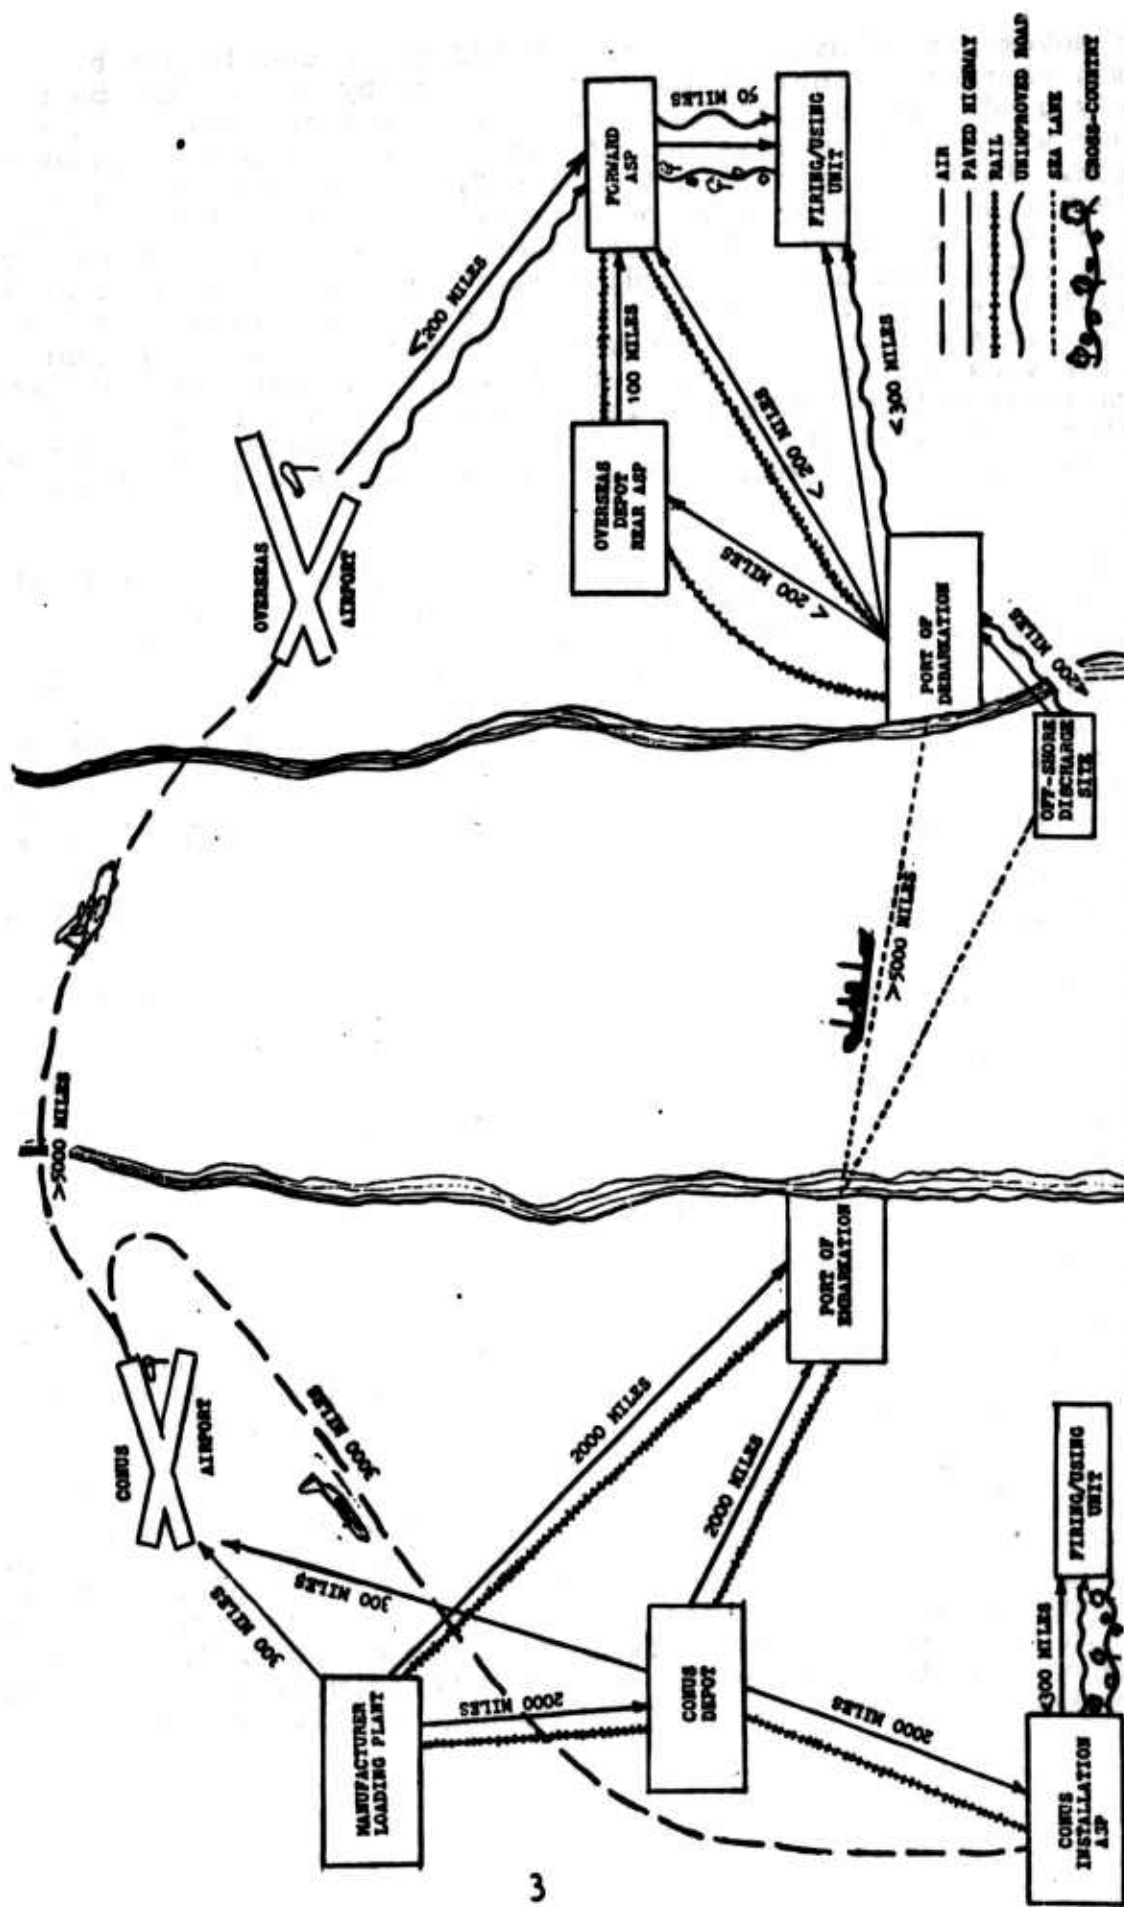 CONUS
AIRPORT
>5000 MILES
OVERSEAS
AIRPORT
300 MILES
300 MILES
3000 MILES
<200 MILES
MANUFACTURER
LOADING PLANT
2000 MILES
2000 MILES
CONUS
DEPOT
2000 MILES
2000 MILES
PORT OF
EMBARKATION
CONUS
INSTALLATION
ASP
<300 MILES
FIRING/USING
UNIT
>5000 MILES
OFF-SHORE
DISCHARGE
SITE
<200 MILES
PORT OF
DEBARKATION
<200 MILES
<200 MILES
<300 MILES
OVERSEAS
DEPOT
REAR ASP
100 MILES
FORWARD
ASP
50 MILES
FIRING/USING
UNIT
AIR
PAVED HIGHWAY
RAIL
UNIMPROVED ROAD
SEA LANE
CROSS-COUNTRY
3